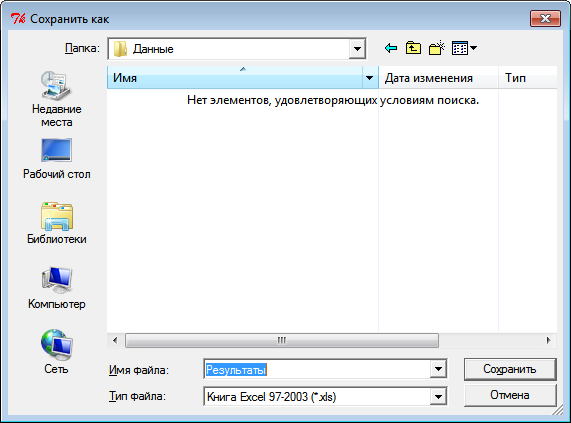 Сохранить как
Папка: Данные
Имя Дата изменения Тип
Нет элементов, удовлетворяющих условиям поиска.
Недавние
места
Рабочий стол
Библиотеки
Компьютер
Сеть
Имя файла: Результаты Сохранить
Тип файла: Книга Excel 97-2003 (*.xls) Отмена